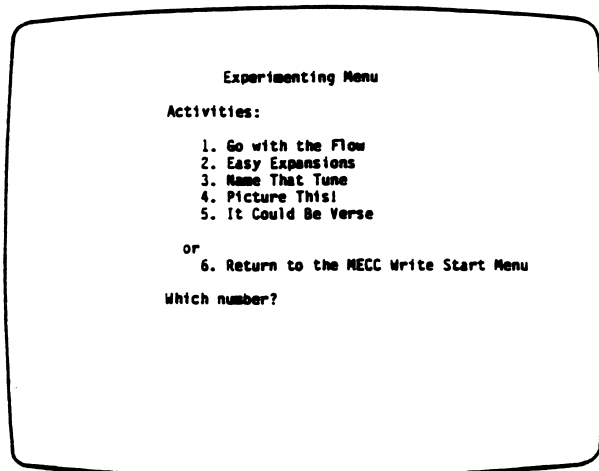 Experimenting Menu
Activities:
1. Go with the Flow
2. Easy Expansions
3. Name That Tune
4. Picture This!
5. It Could Be Verse
or
6. Return to the MECC Write Start Menu
Which number?